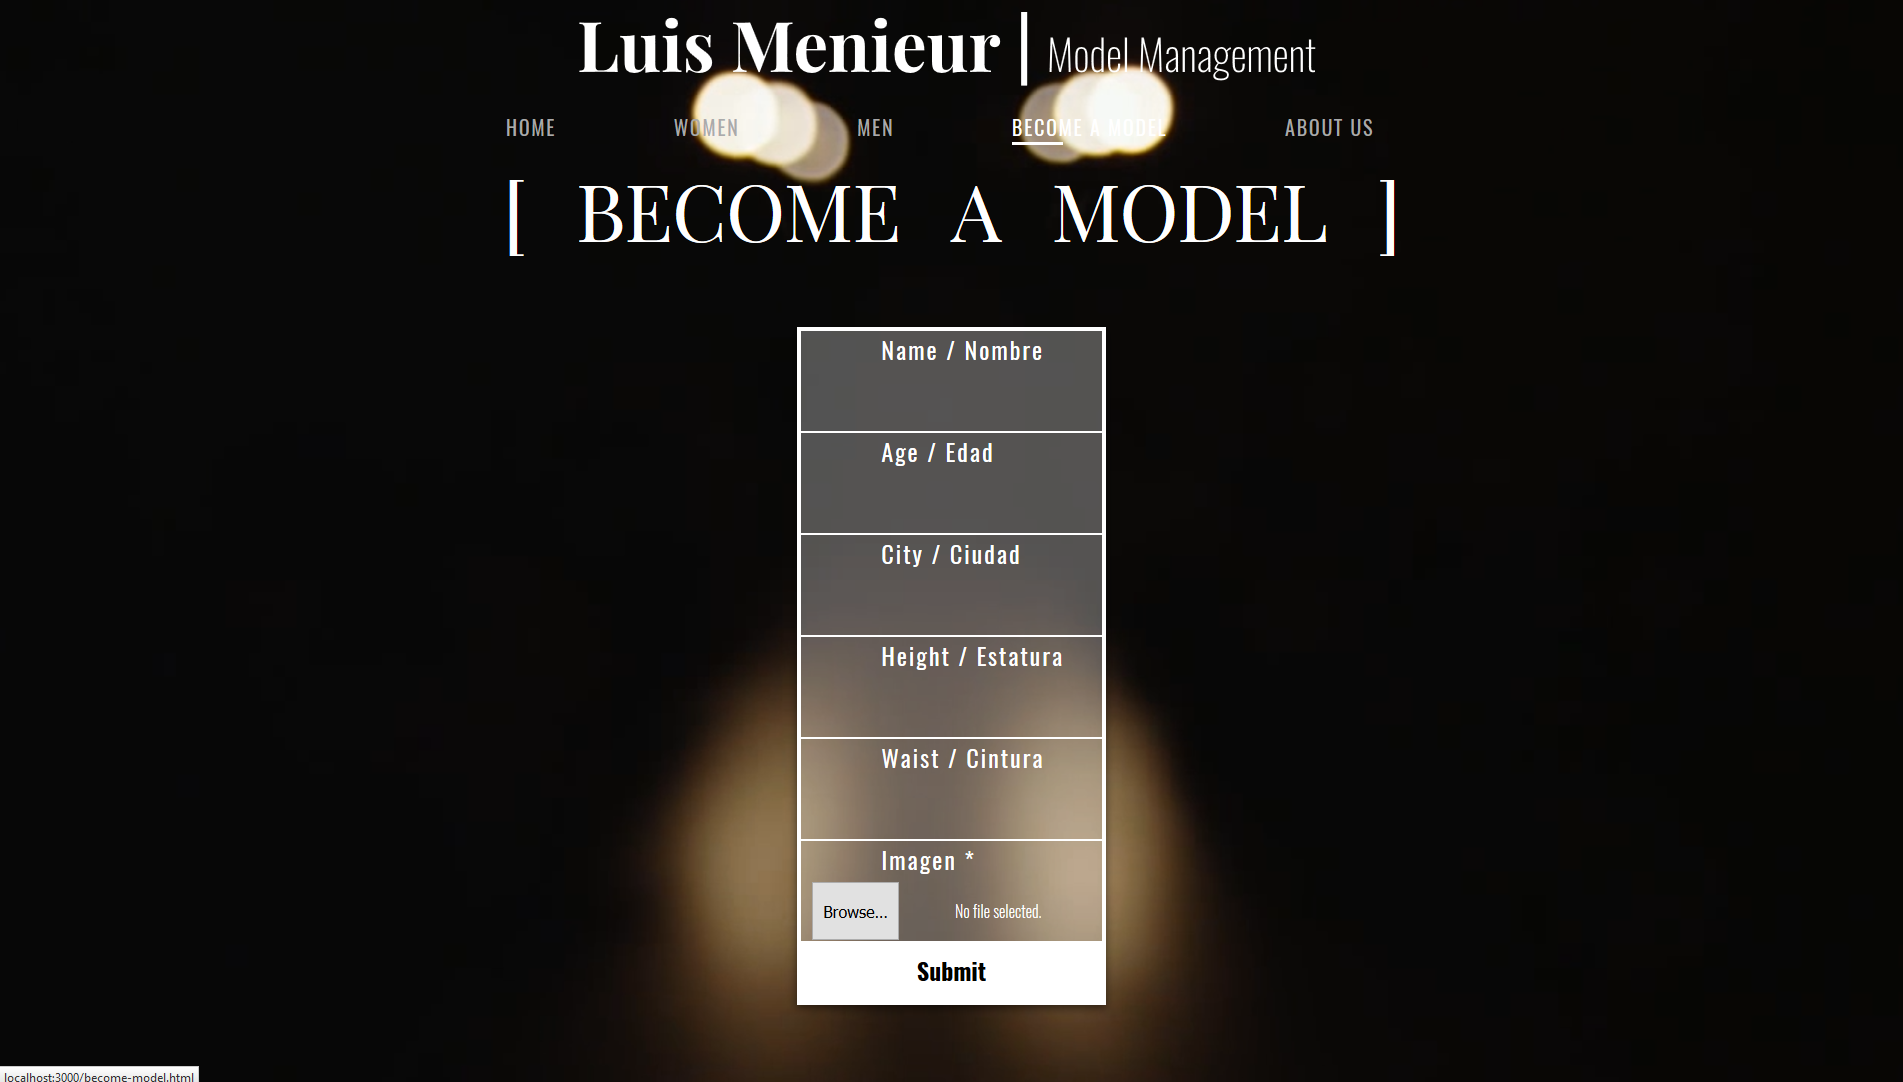 Luis Menieur | Model Management
HOME WOMEN MEN BECOME A MODEL ABOUT US
[ BECOME A MODEL ]
Name / Nombre
Age / Edad
City / Ciudad
Height / Estatura
Waist / Cintura
Imagen *
Browse... No file selected.
Submit
localhost:3000/become-model.html